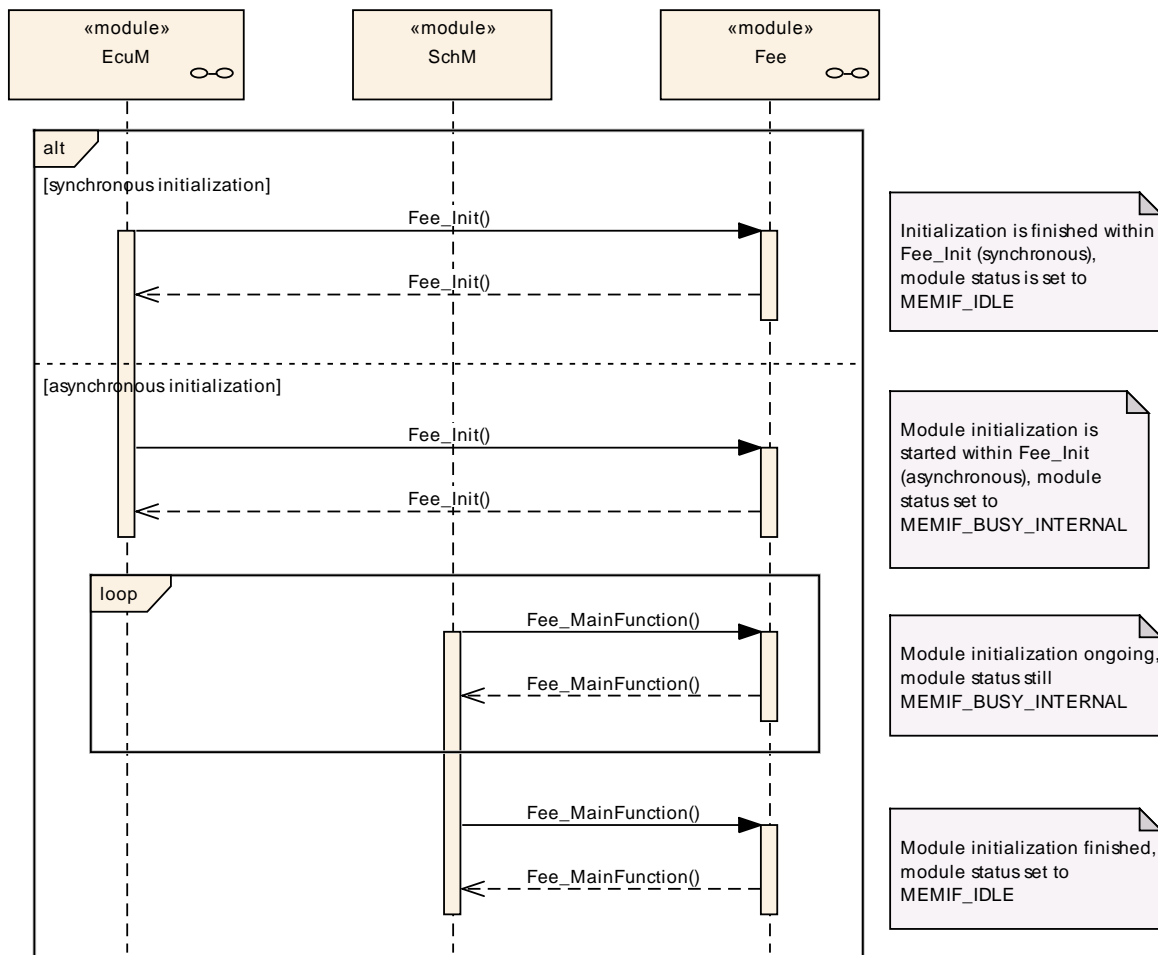 «module»
EcuM
«module»
SchM
«module»
Fee
alt
[synchronous initialization]
Fee_Init()
Fee_Init()
Initialization is finished within
Fee_Init (synchronous),
module status is set to
MEMIF_IDLE
[asynchronous initialization]
Fee_Init()
Fee_Init()
Module initialization is
started within Fee_Init
(asynchronous), module
status set to
MEMIF_BUSY_INTERNAL
loop
Fee_MainFunction()
Fee_MainFunction()
Module initialization ongoing,
module status still
MEMIF_BUSY_INTERNAL
Fee_MainFunction()
Fee_MainFunction()
Module initialization finished,
module status set to
MEMIF_IDLE